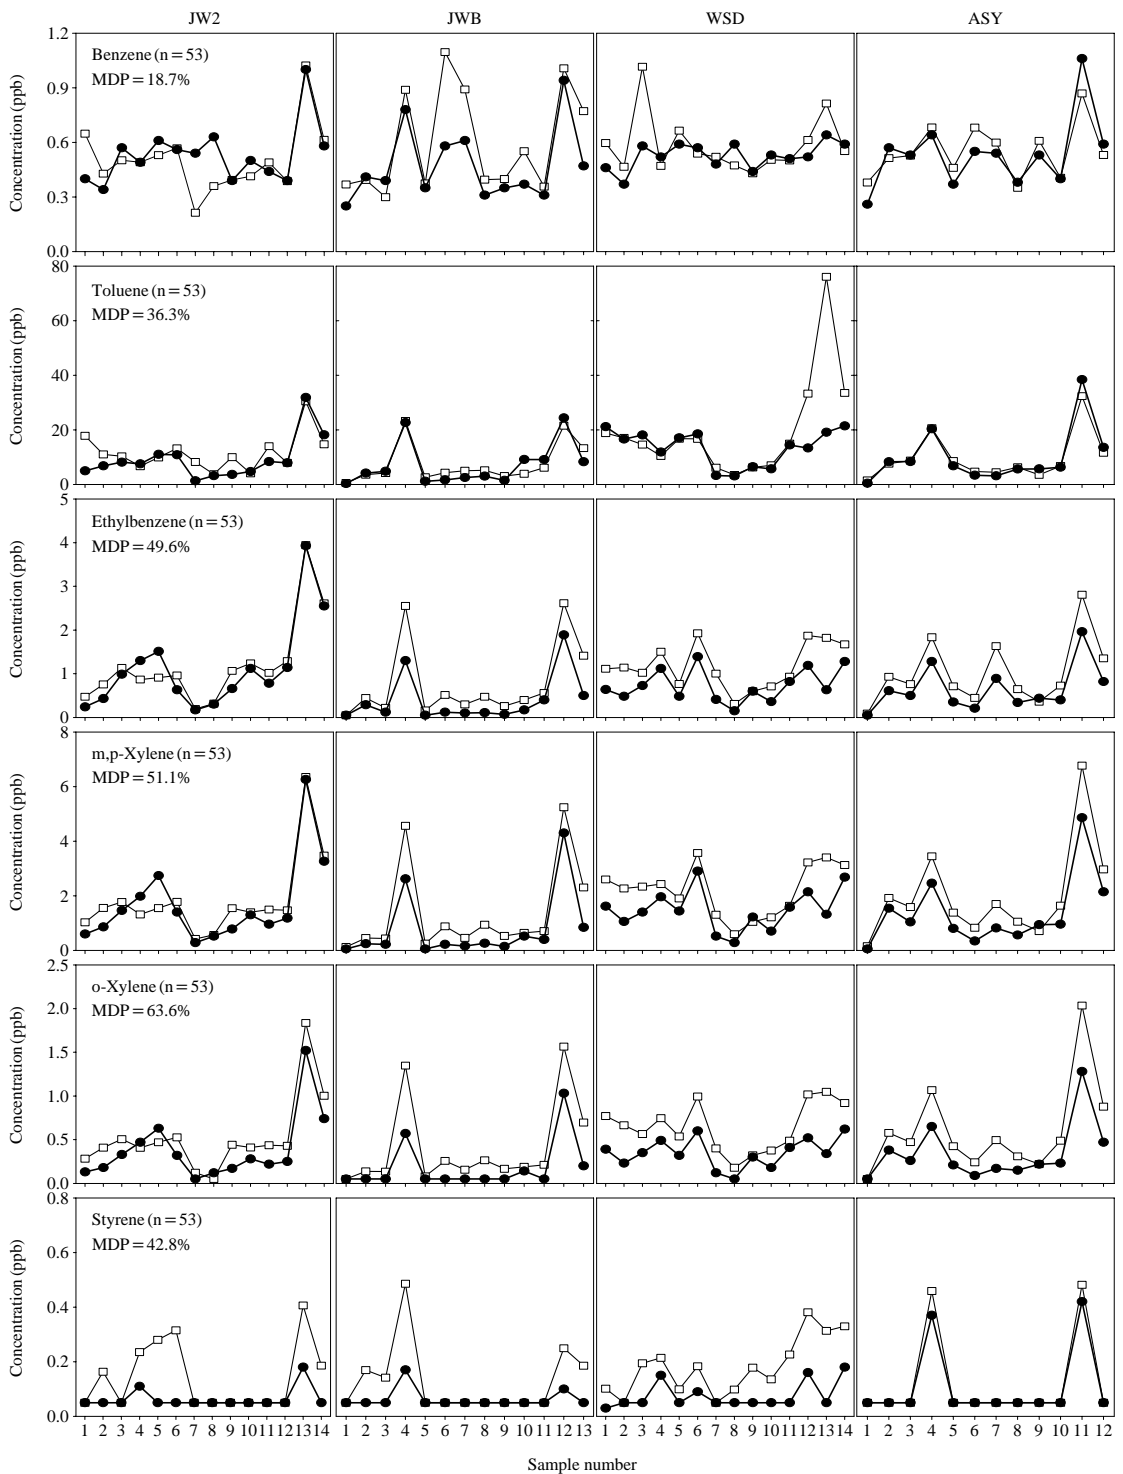 JW2 JWB WSD ASY
Concentration (ppb)
1.2
0.9
0.6
0.3
0.0
Benzene (n = 53)
MDP = 18.7%
Concentration (ppb)
80
60
40
20
0
Toluene (n = 53)
MDP = 36.3%
Concentration (ppb)
5
4
3
2
1
0
Ethylbenzene (n = 53)
MDP = 49.6%
Concentration (ppb)
8
6
4
2
0
m,p-Xylene (n = 53)
MDP = 51.1%
Concentration (ppb)
2.5
2.0
1.5
1.0
0.5
0.0
o-Xylene (n = 53)
MDP = 63.6%
Concentration (ppb)
0.8
0.6
0.4
0.2
0.0
Styrene (n = 53)
MDP = 42.8%
1 2 3 4 5 6 7 8 9 10 11 12 13 14 1 2 3 4 5 6 7 8 9 10 11 12 13 1 2 3 4 5 6 7 8 9 10 11 12 13 14 1 2 3 4 5 6 7 8 9 10 11 12
Sample number